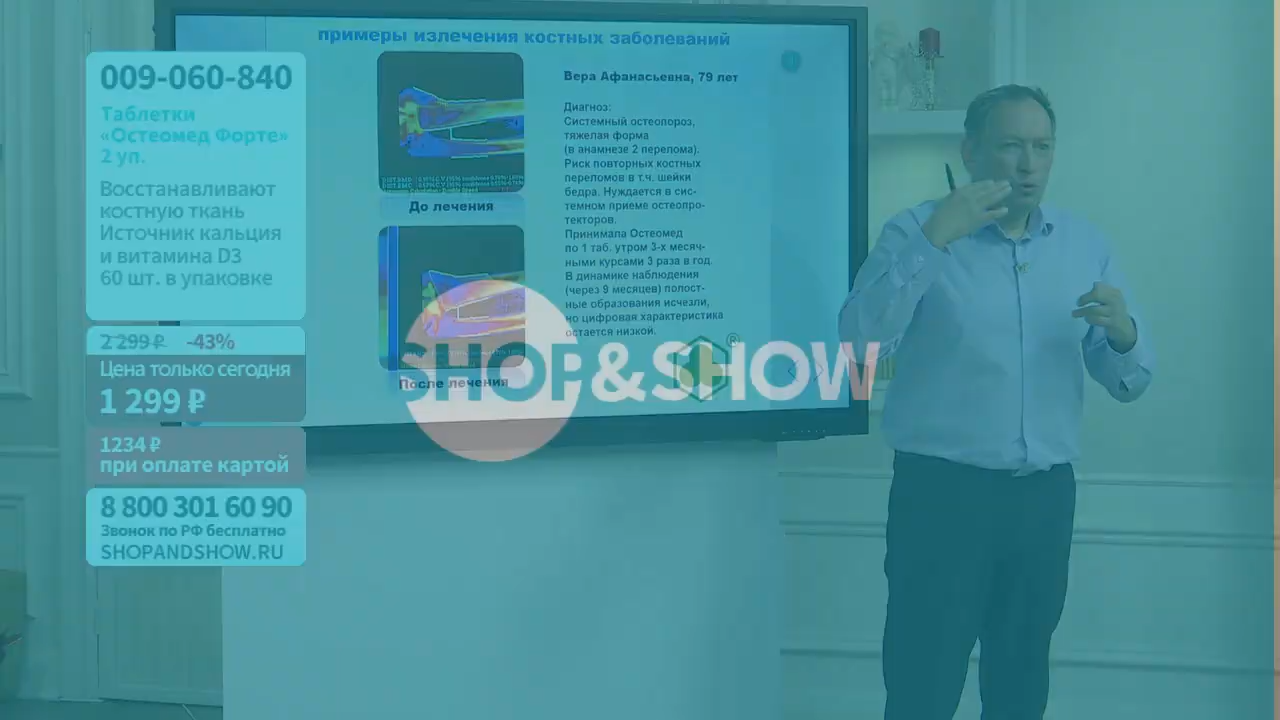 009-060-840
Таблетки
«Остеомед Форте»
2 уп.
Восстанавливают
костную ткань
Источник кальция
и витамина D3
60 шт. в упаковке
2 299 ₽ -43%
Цена только сегодня
1 299 ₽
1234 ₽
при оплате картой
8 800 301 60 90
Звонок по РФ бесплатно
SHOPANDSHOW.RU
примеры излечения костных заболеваний
До лечения
После лечения
Вера Афанасьевна, 79 лет
Диагноз:
Системный остеопороз,
тяжелая форма
(в анамнезе 2 перелома).
Риск повторных костных
переломов в т.ч. шейки
бедра. Нуждается в сис-
темном приеме остеопро-
текторов.
Принимала Остеомед
по 1 таб. утром 3-х месяч-
ными курсами 3 раза в год.
В динамике наблюдения
(через 9 месяцев) полост-
ные образования исчезли,
но цифровая характеристика
остается низкой.
SHOP&SHOW
®